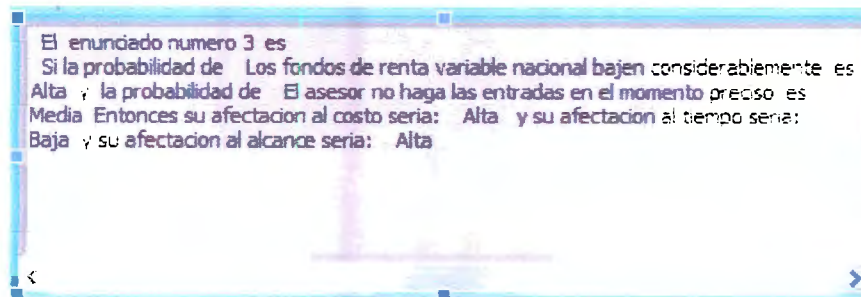 El enunciado numero 3 es
Si la probabilidad de Los fondos de renta variable nacional bajen considerablemente es
Alta y la probabilidad de El asesor no haga las entradas en el momento preciso es
Media Entonces su afectacion al costo seria: Alta y su afectacion al tiempo seria:
Baja y su afectacion al alcance seria: Alta